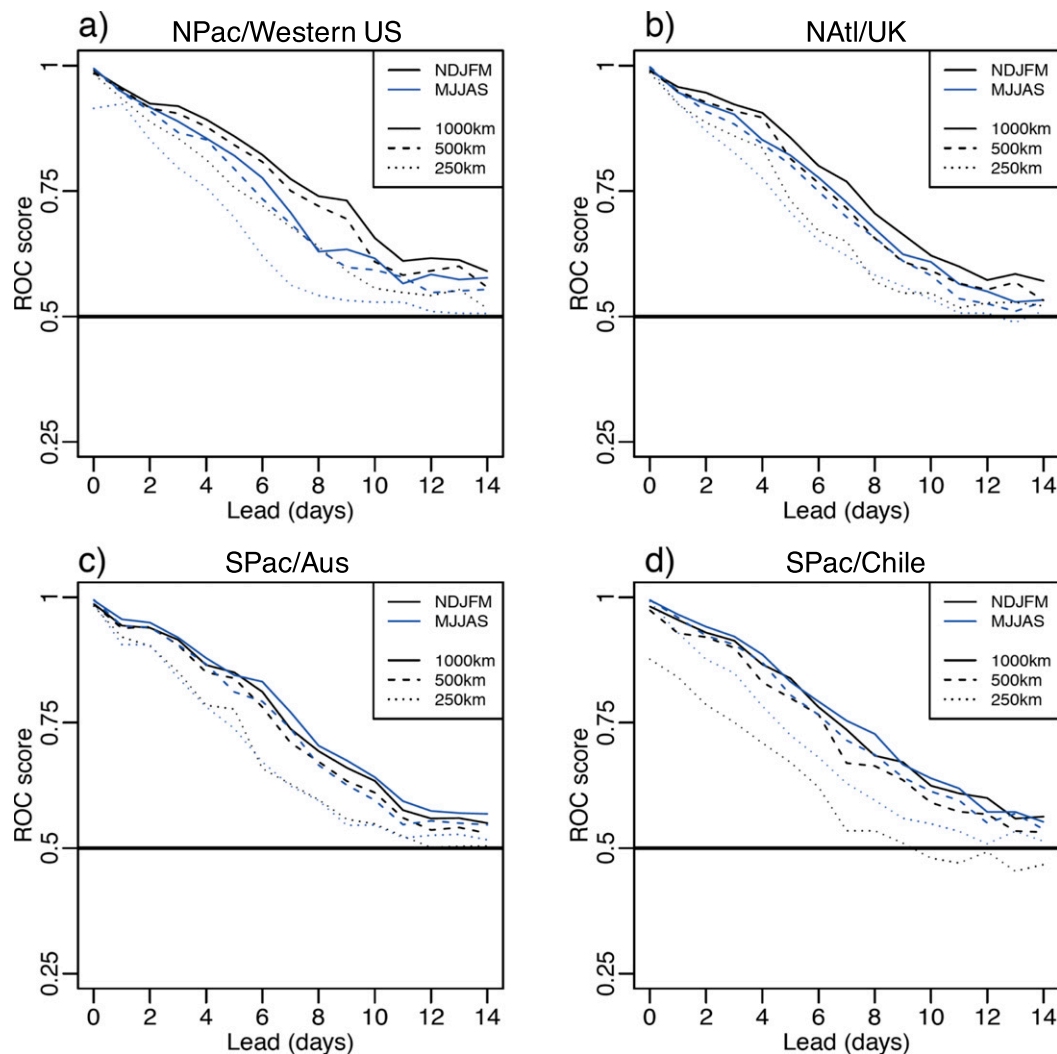 a)
NPac/Western US
NDJFM
MJJAS
1000km
500km
250km
ROC score
1
0.75
0.5
0.25
0 2 4 6 8 10 12 14
Lead (days)
b)
NAtl/UK
NDJFM
MJJAS
1000km
500km
250km
ROC score
1
0.75
0.5
0.25
0 2 4 6 8 10 12 14
Lead (days)
c)
SPac/Aus
NDJFM
MJJAS
1000km
500km
250km
ROC score
1
0.75
0.5
0.25
0 2 4 6 8 10 12 14
Lead (days)
d)
SPac/Chile
NDJFM
MJJAS
1000km
500km
250km
ROC score
1
0.75
0.5
0.25
0 2 4 6 8 10 12 14
Lead (days)